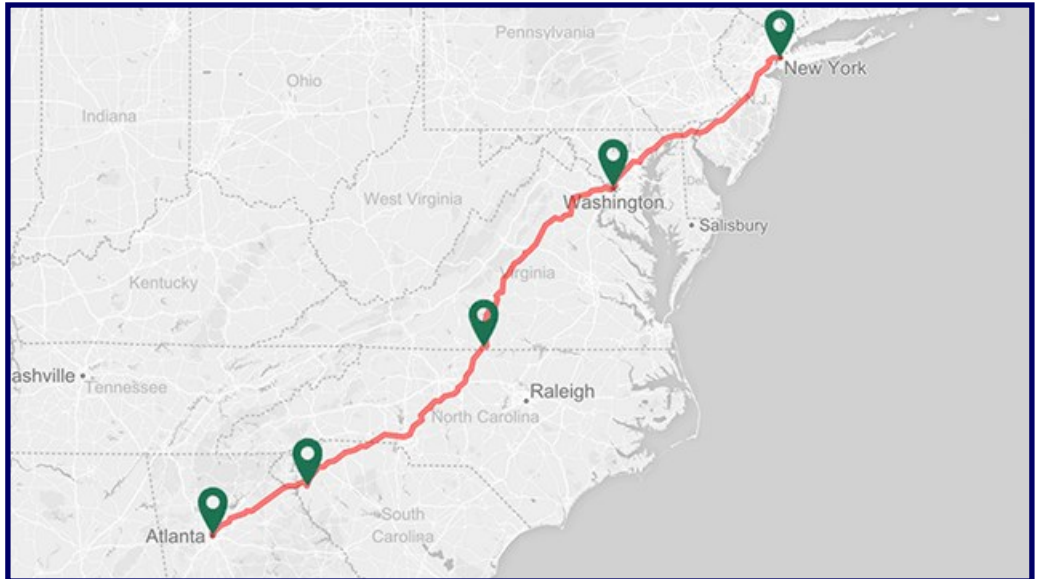 Pennsylvania
New York
Ohio
N.J.
Indiana
West Virginia
Washington
Del.
Salisbury
Kentucky
Virginia
ashville
Tennessee
Raleigh
North Carolina
South
Carolina
Atlanta